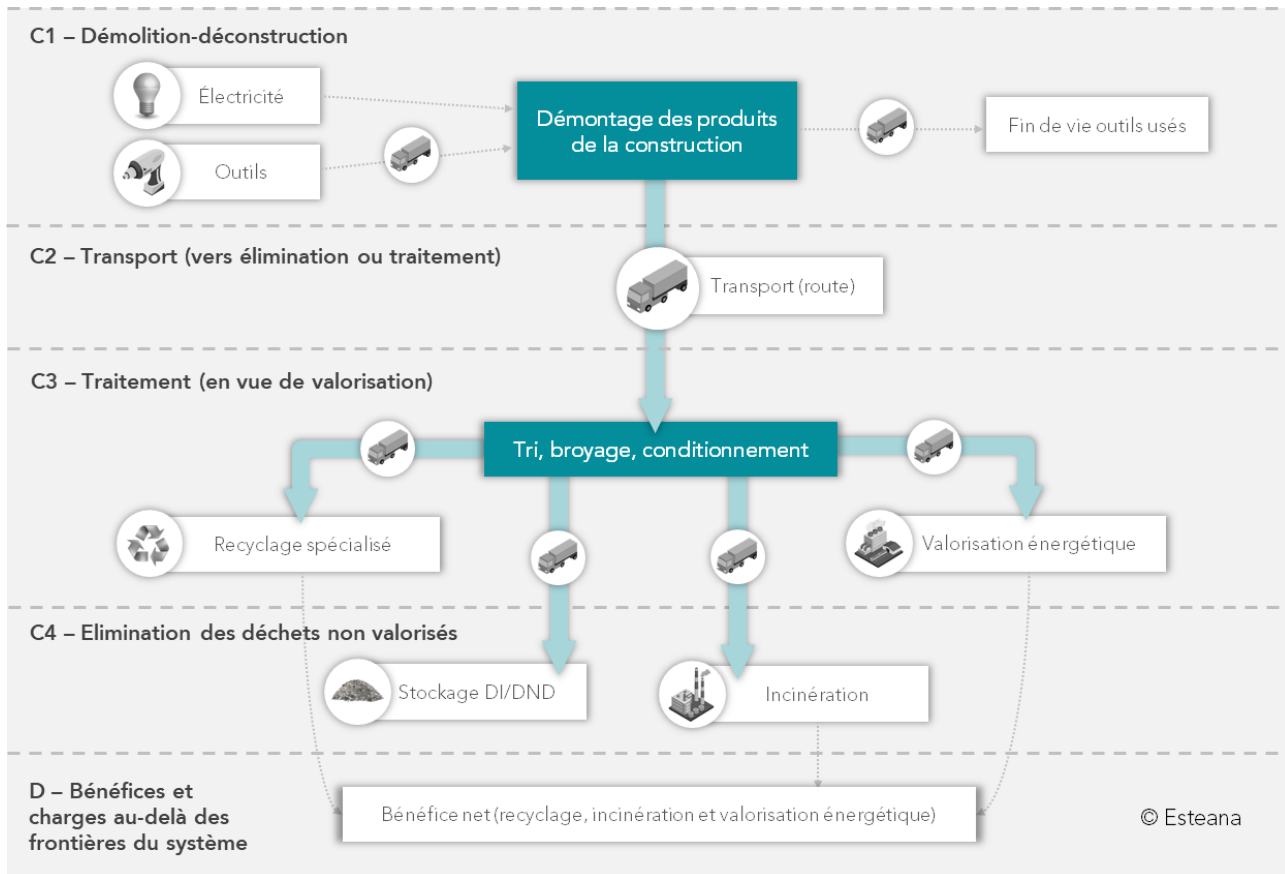 C1 – Démolition-déconstruction
Électricité
Outils
Démontage des produits
de la construction
Fin de vie outils usés
C2 – Transport (vers élimination ou traitement)
Transport (route)
C3 – Traitement (en vue de valorisation)
Tri, broyage, conditionnement
Recyclage spécialisé
Valorisation énergétique
C4 – Elimination des déchets non valorisés
Stockage DI/DND
Incinération
D – Bénéfices et
charges au-delà des
frontières du système
Bénéfice net (recyclage, incinération et valorisation énergétique)
© Esteana